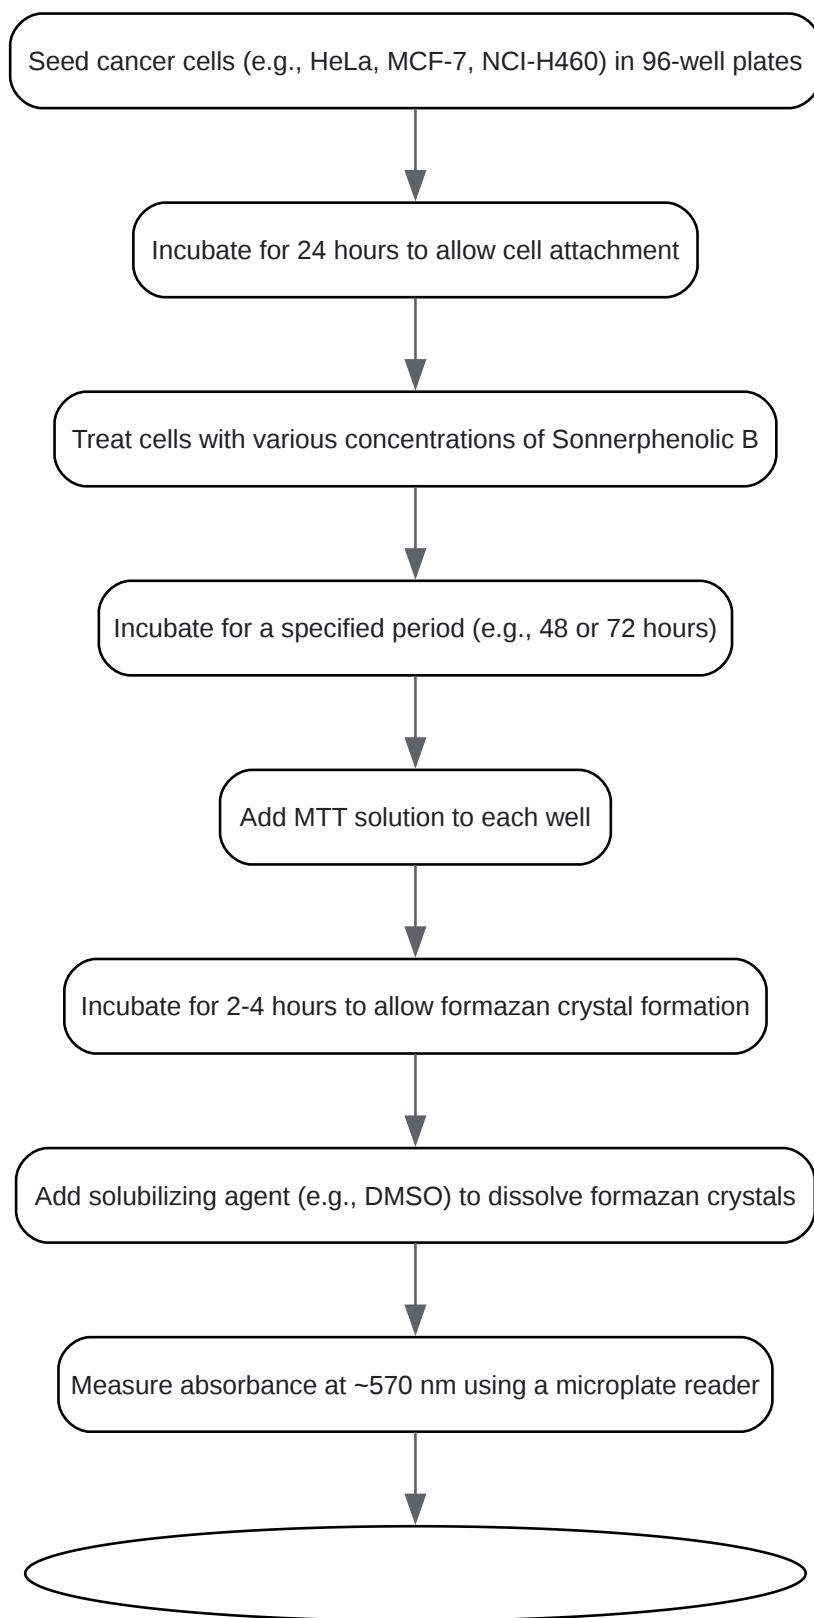 Seed cancer cells (e.g., HeLa, MCF-7, NCI-H460) in 96-well plates
Incubate for 24 hours to allow cell attachment
Treat cells with various concentrations of Sonnerphenolic B
Incubate for a specified period (e.g., 48 or 72 hours)
Add MTT solution to each well
Incubate for 2-4 hours to allow formazan crystal formation
Add solubilizing agent (e.g., DMSO) to dissolve formazan crystals
Measure absorbance at ~570 nm using a microplate reader